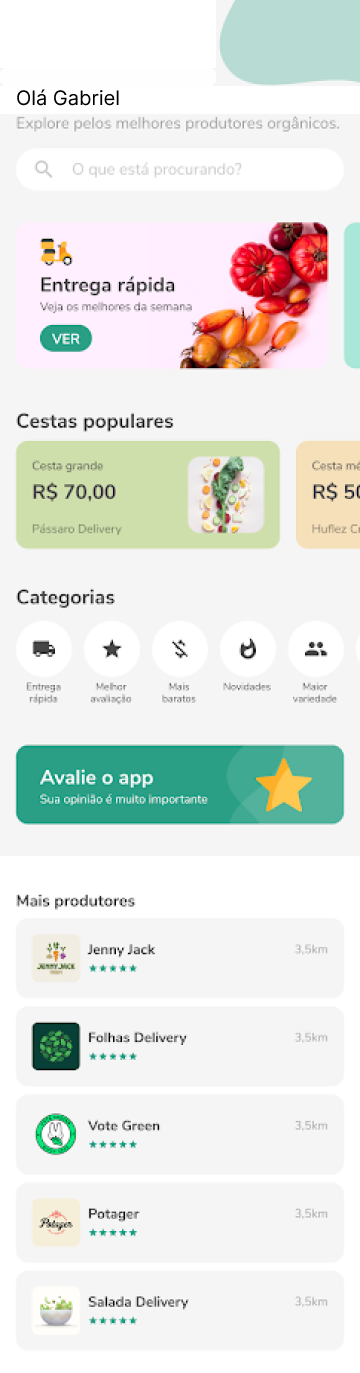 Olá Gabriel
Explore pelos melhores produtores orgânicos.
O que está procurando?
Entrega rápida
Veja os melhores da semana
VER
Cestas populares
Cesta grande
R$ 70,00
Pássaro Delivery
Cesta mé
R$ 50
Huflez Cr
Categorias
Entrega
rápida
Melhor
avaliação
Mais
baratos
Novidades
Maior
variedade
Avalie o app
Sua opinião é muito importante
Mais produtores
JENNY JACK
Jenny Jack
3,5km
Folhas Delivery
3,5km
VOTE GREEN
Vote Green
3,5km
Potager
Potager
3,5km
Salada Delivery
3,5km